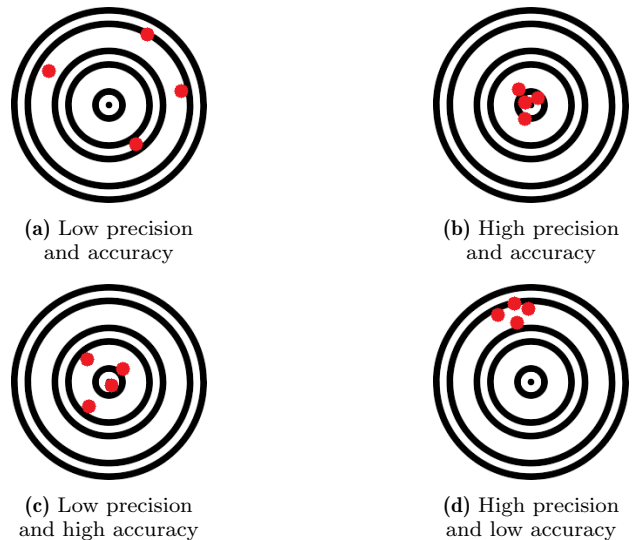 (a) Low precision
and accuracy
(b) High precision
and accuracy
(c) Low precision
and high accuracy
(d) High precision
and low accuracy